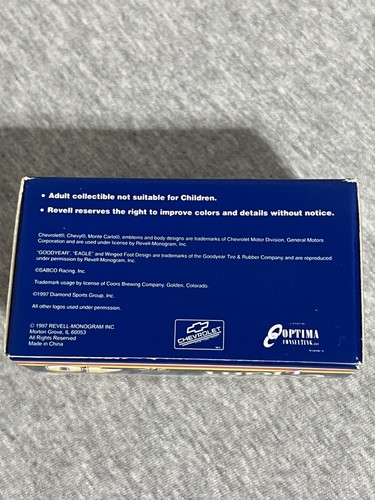 • Adult collectible not suitable for Children.
• Revell reserves the right to improve colors and details without notice.
Chevrolet®, Chevy®, Monte Carlo®, emblems and body designs are trademarks of Chevrolet Motor Division, General Motors
Corporation and are used under license by Revell-Monogram, Inc.
"GOODYEAR", "EAGLE" and Winged Foot Design are trademarks of the Goodyear Tire & Rubber Company and are reproduced
under permission by Revell-Monogram, Inc.
©SABCO Racing, Inc.
Trademark usage by license of Coors Brewing Company, Golden, Colorado.
©1997 Diamond Sports Group, Inc.
All other logos used under permission.
© 1997 REVELL-MONOGRAM INC.
Morton Grove, IL 60053
All Rights Reserved
Made in China
CHEVROLET
OPTIMA
CONSULTING